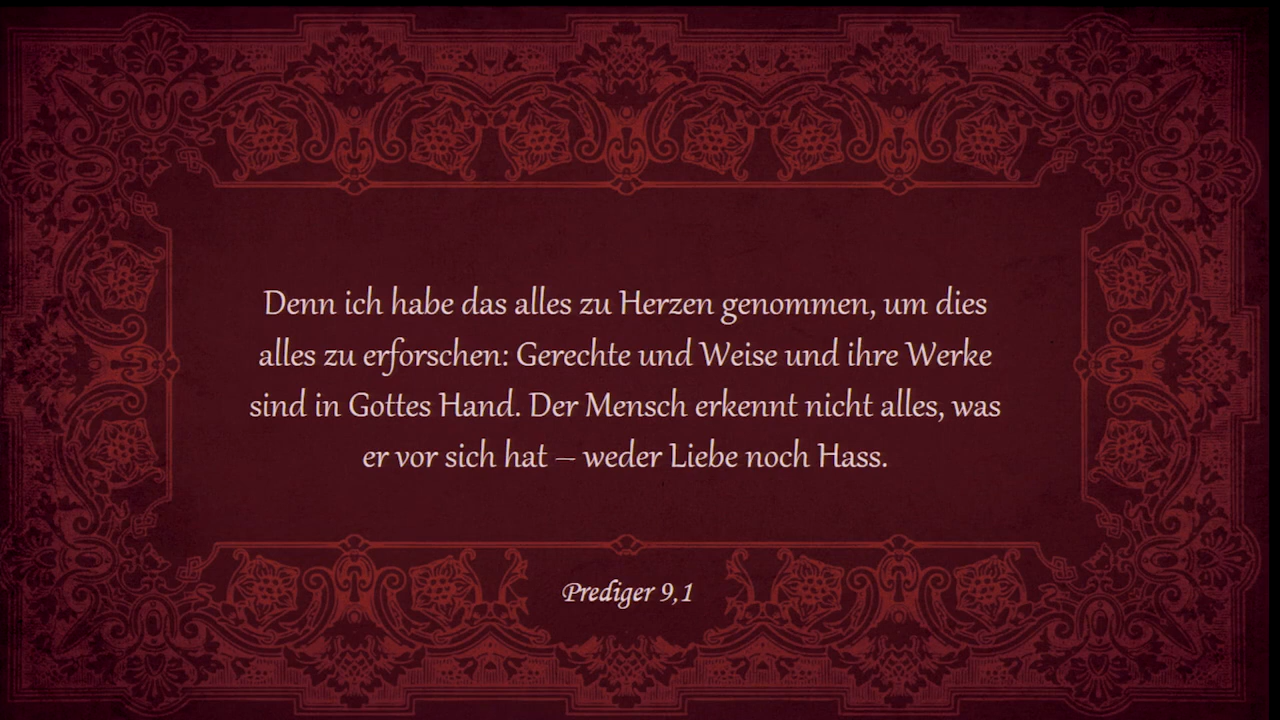 Denn ich habe das alles zu Herzen genommen, um dies
alles zu erforschen: Gerechte und Weise und ihre Werke
sind in Gottes Hand. Der Mensch erkennt nicht alles, was
er vor sich hat – weder Liebe noch Hass.
Prediger 9,1